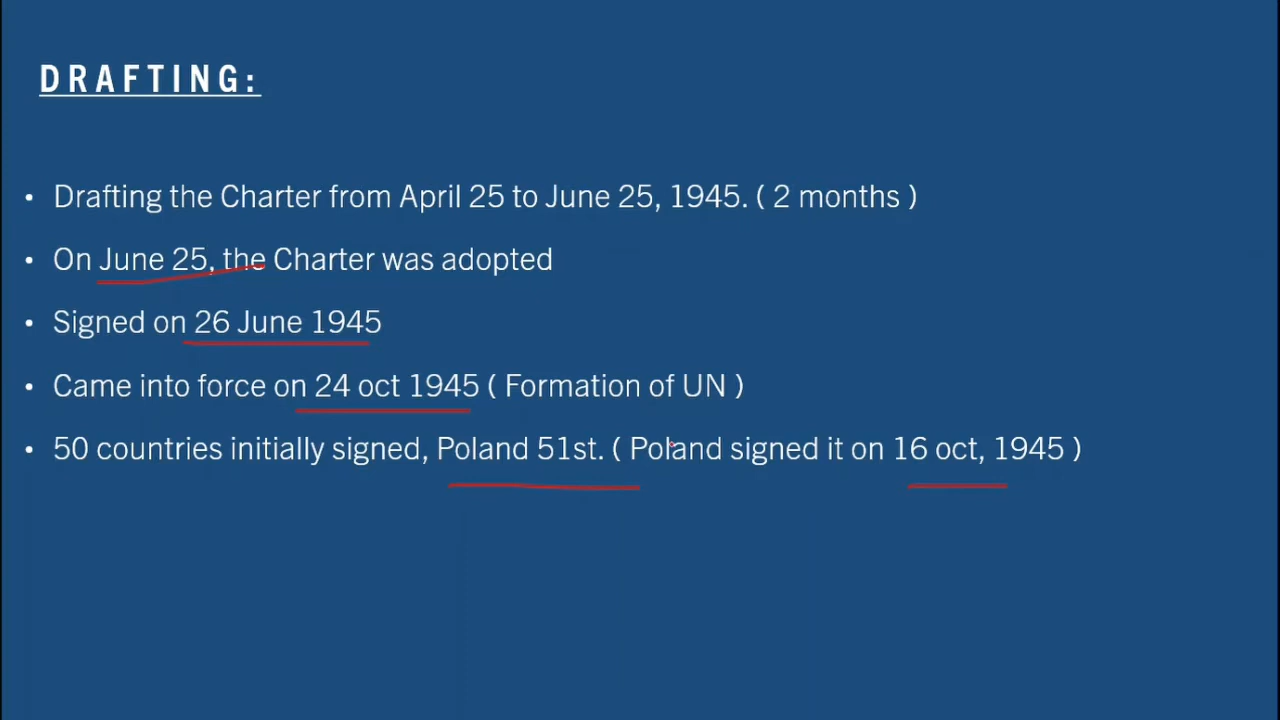 DRAFTING:
• Drafting the Charter from April 25 to June 25, 1945. ( 2 months )
• On June 25, the Charter was adopted
• Signed on 26 June 1945
• Came into force on 24 oct 1945 ( Formation of UN )
• 50 countries initially signed, Poland 51st. ( Poland signed it on 16 oct, 1945 )